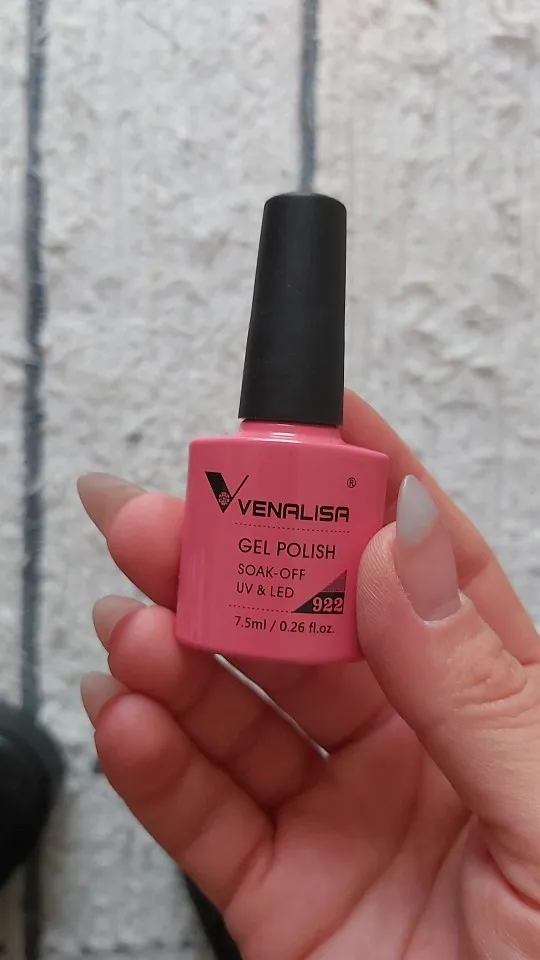 VENALISA®
GEL POLISH
SOAK-OFF
UV & LED
922
7.5ml / 0.26 fl.oz.